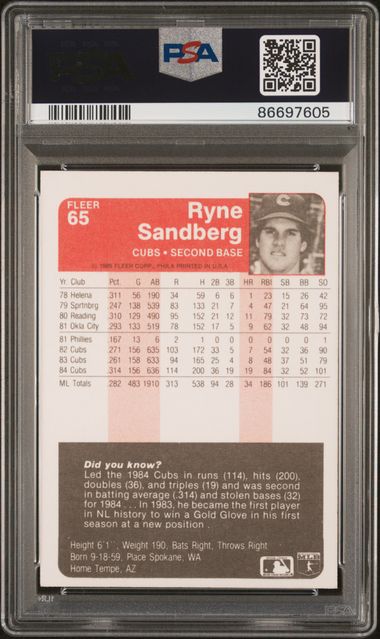 PSA
PSA
86697605
FLEER
65
Ryne
Sandberg
CUBS • SECOND BASE
© 1985 FLEER CORP., PHILA PRINTED IN U.S.A.
Yr. Club Pct. G AB R H 2B 3B HR RBI SB BB SO
78 Helena .311 56 190 34 59 6 6 1 23 15 26 42
79 Sprtnbrg .247 138 539 83 133 21 7 4 47 21 64 95
80 Reading .310 129 490 95 152 21 12 11 79 32 73 72
81 Okla City .293 133 519 78 152 17 5 9 62 32 48 94
81 Phillies .167 13 6 2 1 0 0 0 0 0 0 1
82 Cubs .271 156 635 103 172 33 5 7 54 32 36 90
83 Cubs .261 158 633 94 165 25 4 8 48 37 51 79
84 Cubs .314 156 636 114 200 36 19 19 84 32 52 101
ML Totals .282 483 1910 313 538 94 28 34 186 101 139 271
Did you know?
Led the 1984 Cubs in runs (114), hits (200),
doubles (36), and triples (19) and was second
in batting average (.314) and stolen bases (32)
for 1984 . . . In 1983, he became the first player
in NL history to win a Gold Glove in his first
season at a new position .
Height 6'1"; Weight 190, Bats Right, Throws Right
Born 9-18-59, Place Spokane, WA
Home Tempe, AZ